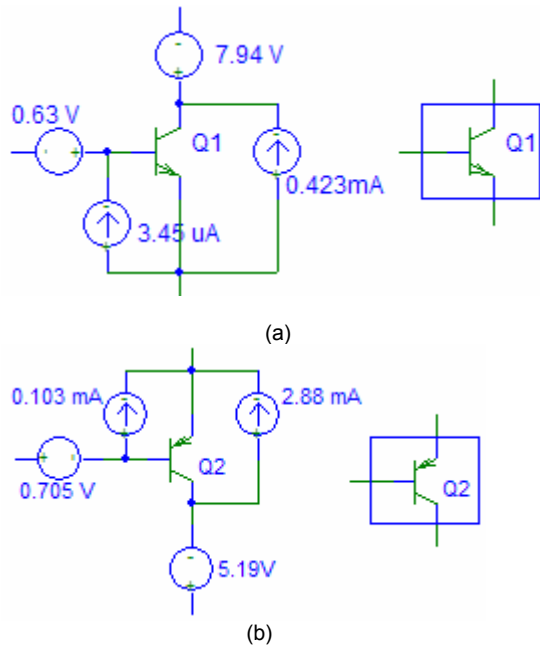 7.94 V
0.63 V
Q1
Q1
0.423mA
3.45 uA
(a)
0.103 mA
2.88 mA
Q2
Q2
0.705 V
5.19V
(b)